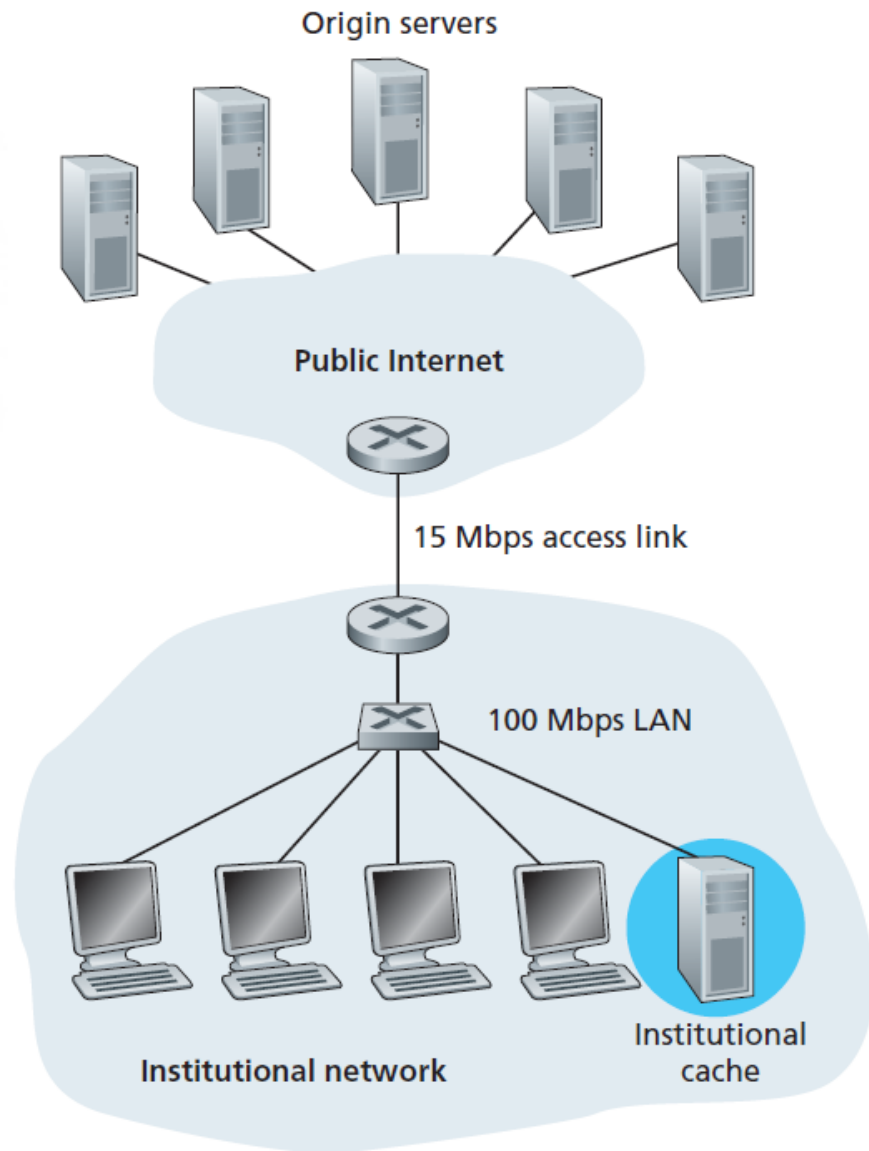 Origin servers
Public Internet
15 Mbps access link
100 Mbps LAN
Institutional
cache
Institutional network